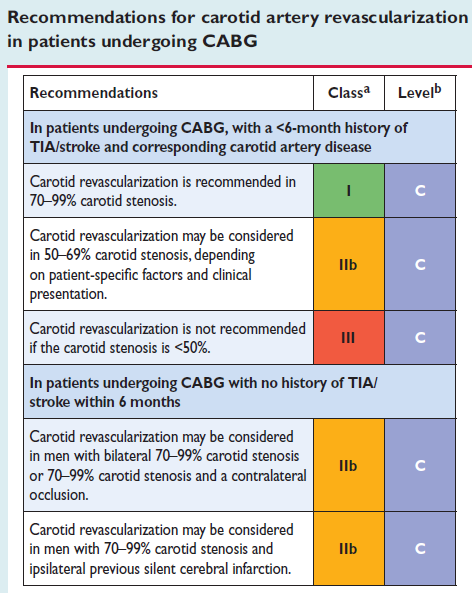 Recommendations for carotid artery revascularization
in patients undergoing CABG
Recommendations Classᵃ Levelᵇ
In patients undergoing CABG, with a <6-month history of
TIA/stroke and corresponding carotid artery disease
Carotid revascularization is recommended in
70–99% carotid stenosis.
I C
Carotid revascularization may be considered
in 50–69% carotid stenosis, depending
on patient-specific factors and clinical
presentation.
IIb C
Carotid revascularization is not recommended
if the carotid stenosis is <50%.
III C
In patients undergoing CABG with no history of TIA/
stroke within 6 months
Carotid revascularization may be considered
in men with bilateral 70–99% carotid stenosis
or 70–99% carotid stenosis and a contralateral
occlusion.
IIb C
Carotid revascularization may be considered
in men with 70–99% carotid stenosis and
ipsilateral previous silent cerebral infarction.
IIb C